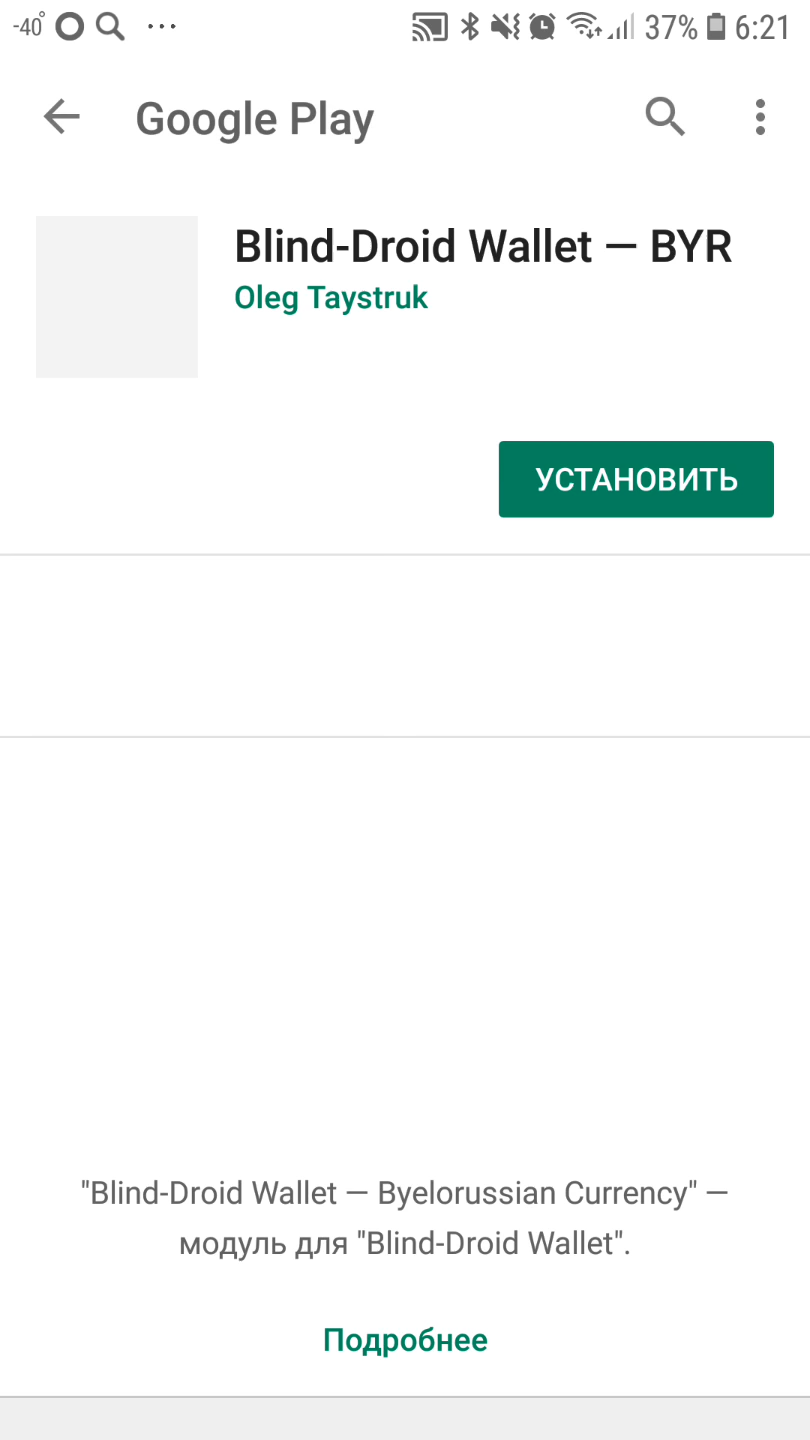 -40° 37% 6:21
Google Play
Blind-Droid Wallet — BYR
Oleg Taystruk
УСТАНОВИТЬ
"Blind-Droid Wallet — Byelorussian Currency" —
модуль для "Blind-Droid Wallet".
Подробнее